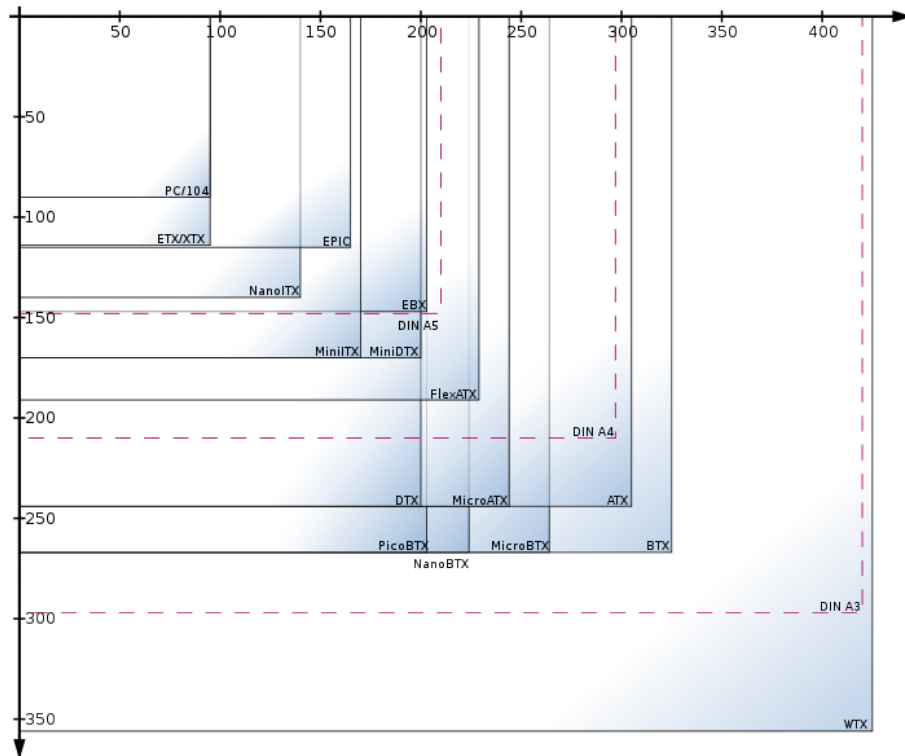 50 100 150 200 250 300 350 400
50
PC/104
100
ETX/XTX EPIC
NanoITX
EBX
150
DIN A5
MiniITX MiniDTX
FlexATX
200
DIN A4
DTX MicroATX ATX
250
PicoBTX MicroBTX BTX
NanoBTX
DIN A3
300
350
WTX